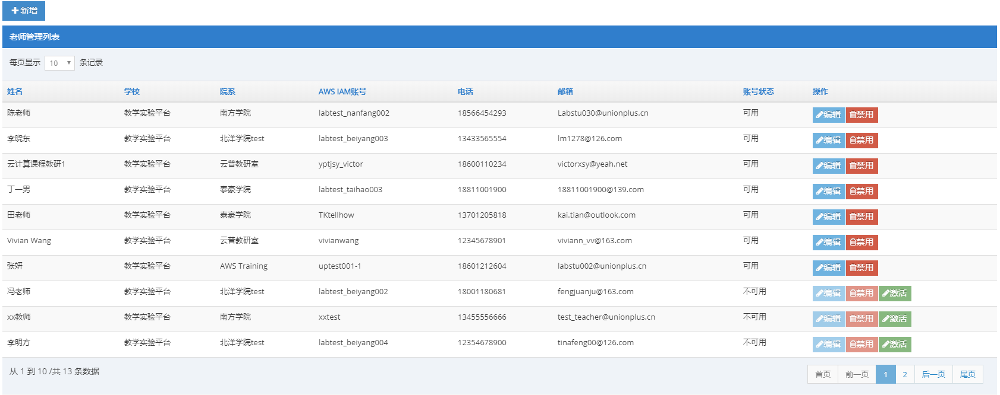 新增
老师管理列表
每页显示 10 条记录
姓名 学校 院系 AWS IAM账号 电话 邮箱 账号状态 操作
陈老师 教学实验平台 南方学院 labtest_nanfang002 18566454293 Labstu030@unionplus.cn 可用 编辑 禁用
李晓东 教学实验平台 北洋学院test labtest_beiyang003 13433565554 lm1278@126.com 可用 编辑 禁用
云计算课程教研1 教学实验平台 云普教研室 yptjsy_victor 18600110234 victorxsy@yeah.net 可用 编辑 禁用
丁一男 教学实验平台 泰豪学院 labtest_taihao003 18811001900 18811001900@139.com 可用 编辑 禁用
田老师 教学实验平台 泰豪学院 TKtellhow 13701205818 kai.tian@outlook.com 可用 编辑 禁用
Vivian Wang 教学实验平台 云普教研室 vivianwang 12345678901 viviann_vv@163.com 可用 编辑 禁用
张妍 教学实验平台 AWS Training uptest001-1 18601212604 labstu002@unionplus.cn 可用 编辑 禁用
冯老师 教学实验平台 北洋学院test labtest_beiyang002 18001180681 fengjuanju@163.com 不可用 编辑 禁用 激活
xx教师 教学实验平台 南方学院 xxtest 13455556666 test_teacher@unionplus.cn 不可用 编辑 禁用 激活
李明方 教学实验平台 北洋学院test labtest_beiyang004 12354678900 tinafeng00@126.com 不可用 编辑 禁用 激活
从 1 到 10 /共 13 条数据 首页 前一页 1 2 后一页 尾页